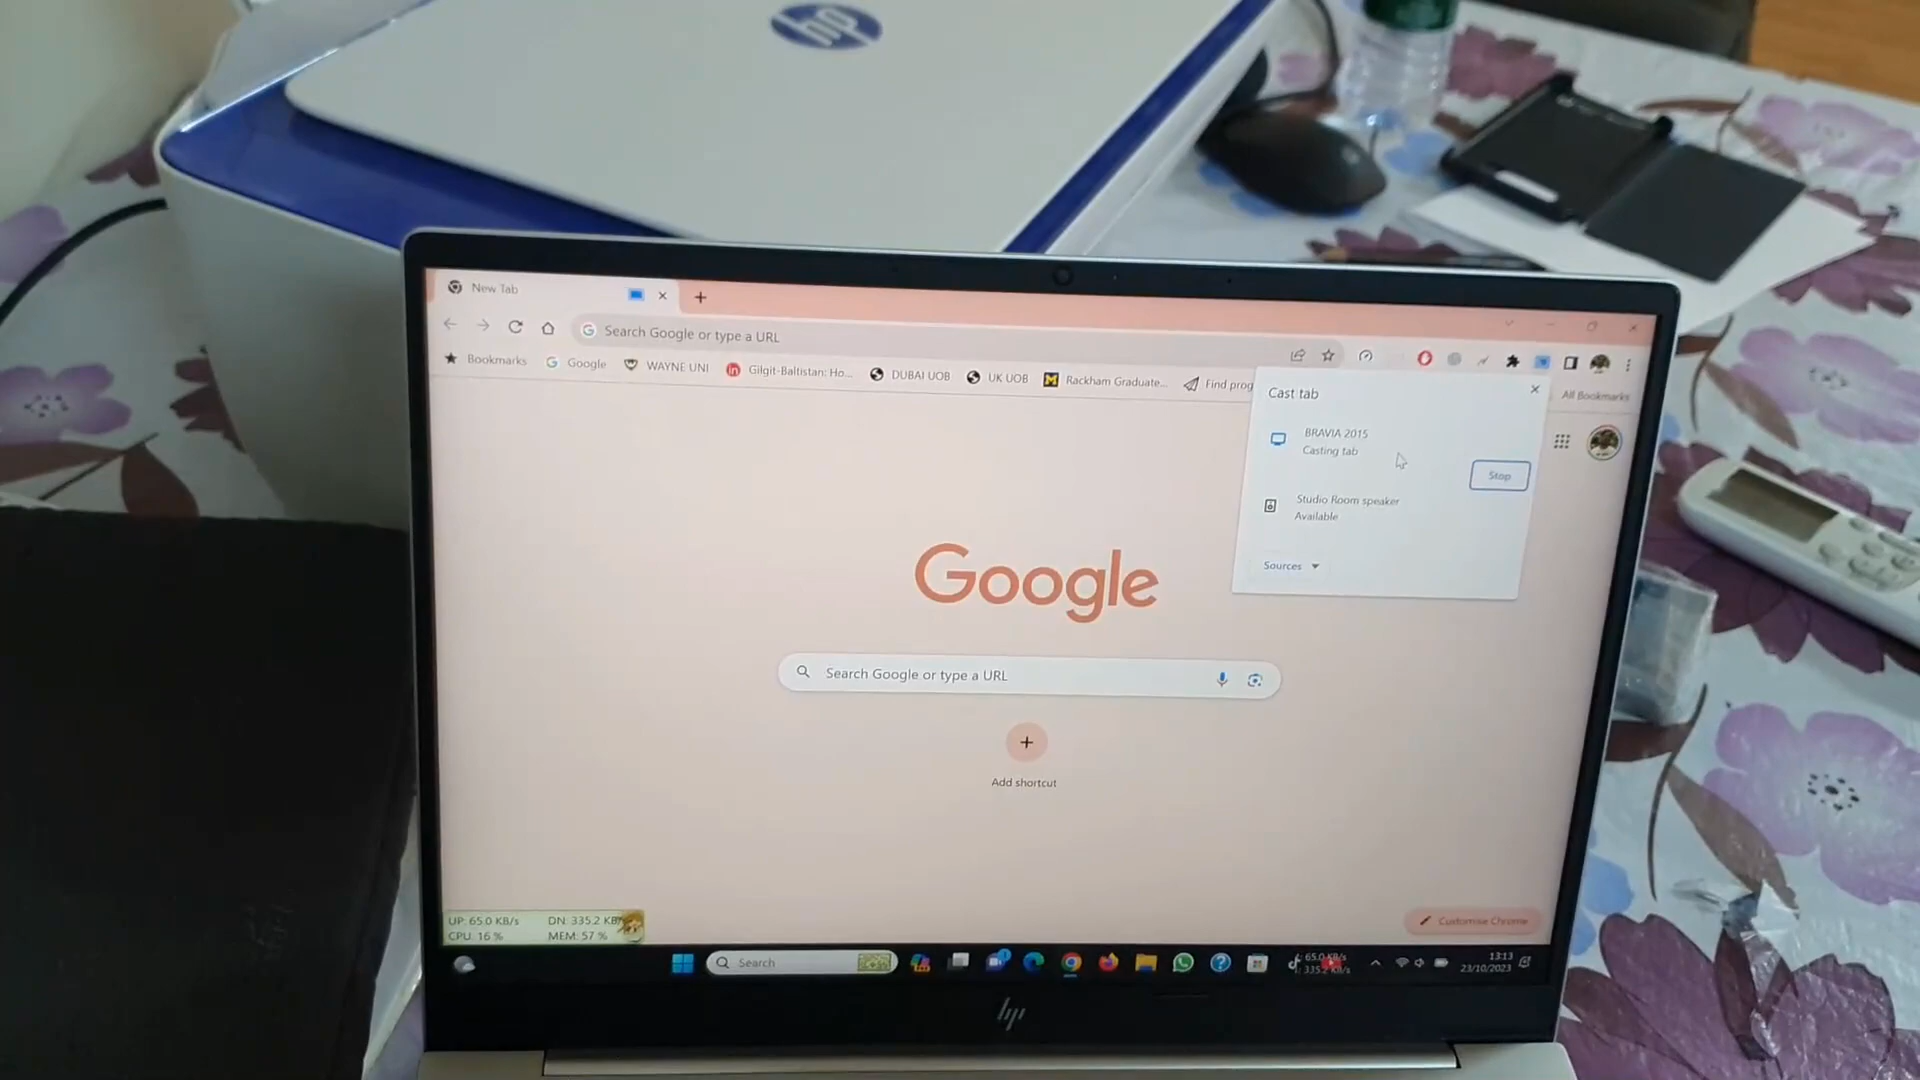 hp
New Tab
Search Google or type a URL
Bookmarks
Google
WAYNE UNI
Gilgit-Baltistan: Ho...
DUBAI UOB
UK UOB
Rackham Graduate...
Find prog
All Bookmarks
Cast tab
BRAVIA 2015
Casting tab
Stop
Studio Room speaker
Available
Sources
Google
Search Google or type a URL
Add shortcut
Customise Chrome
UP: 65.0 KB/s DN: 335.2 KB/
CPU: 16 % MEM: 57 %
Search
13:13
23/10/2023
hp